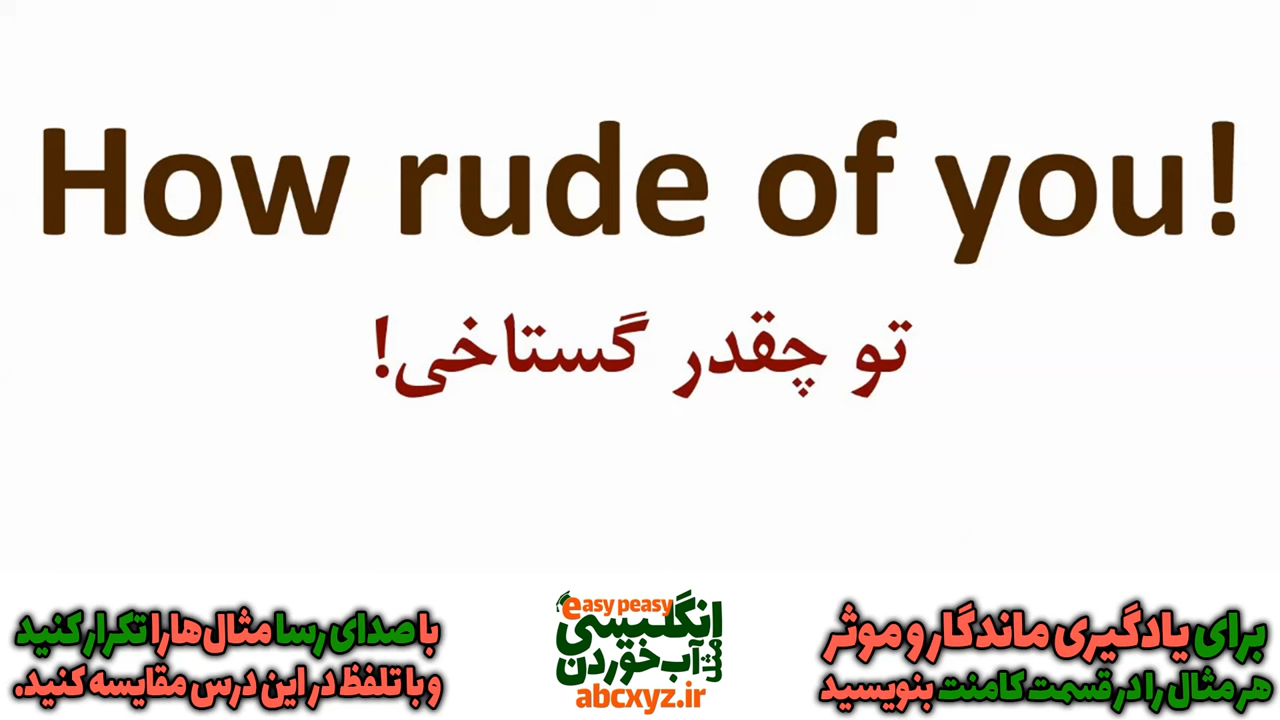 How rude of you!
تو چقدر گستاخی!
برای یادگیری ماندگار و موثر
هر مثال را در قسمت کامنت بنویسید
easy peasy
انگلیسی
مثل آب خوردن
abcxyz.ir
با صدای رسا مثال‌ها را تکرار کنید
و با تلفظ در این درس مقایسه کنید.